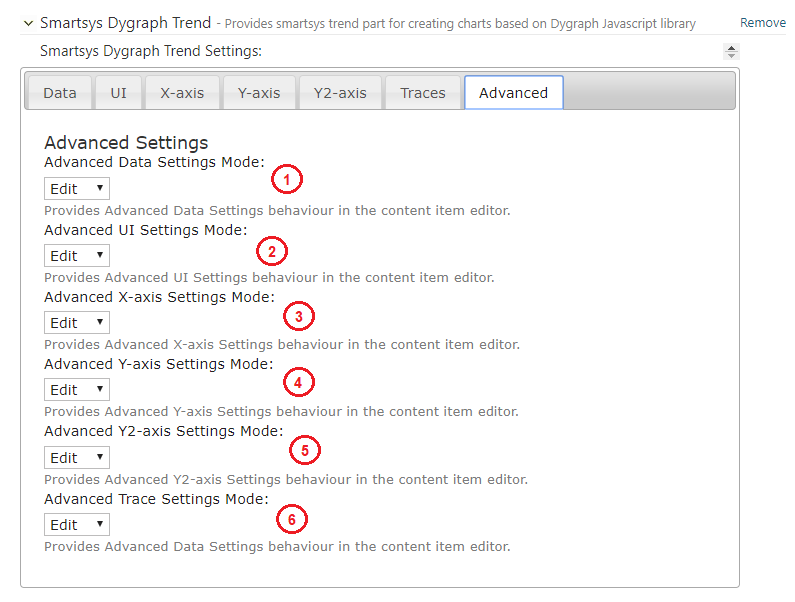 Smartsys Dygraph Trend - Provides smartsys trend part for creating charts based on Dygraph Javascript library Remove
Smartsys Dygraph Trend Settings:
Data UI X-axis Y-axis Y2-axis Traces Advanced
Advanced Settings
Advanced Data Settings Mode:
1
Edit
Provides Advanced Data Settings behaviour in the content item editor.
Advanced UI Settings Mode:
2
Edit
Provides Advanced UI Settings behaviour in the content item editor.
Advanced X-axis Settings Mode:
3
Edit
Provides Advanced X-axis Settings behaviour in the content item editor.
Advanced Y-axis Settings Mode:
4
Edit
Provides Advanced Y-axis Settings behaviour in the content item editor.
Advanced Y2-axis Settings Mode:
5
Edit
Provides Advanced Y2-axis Settings behaviour in the content item editor.
Advanced Trace Settings Mode:
6
Edit
Provides Advanced Data Settings behaviour in the content item editor.